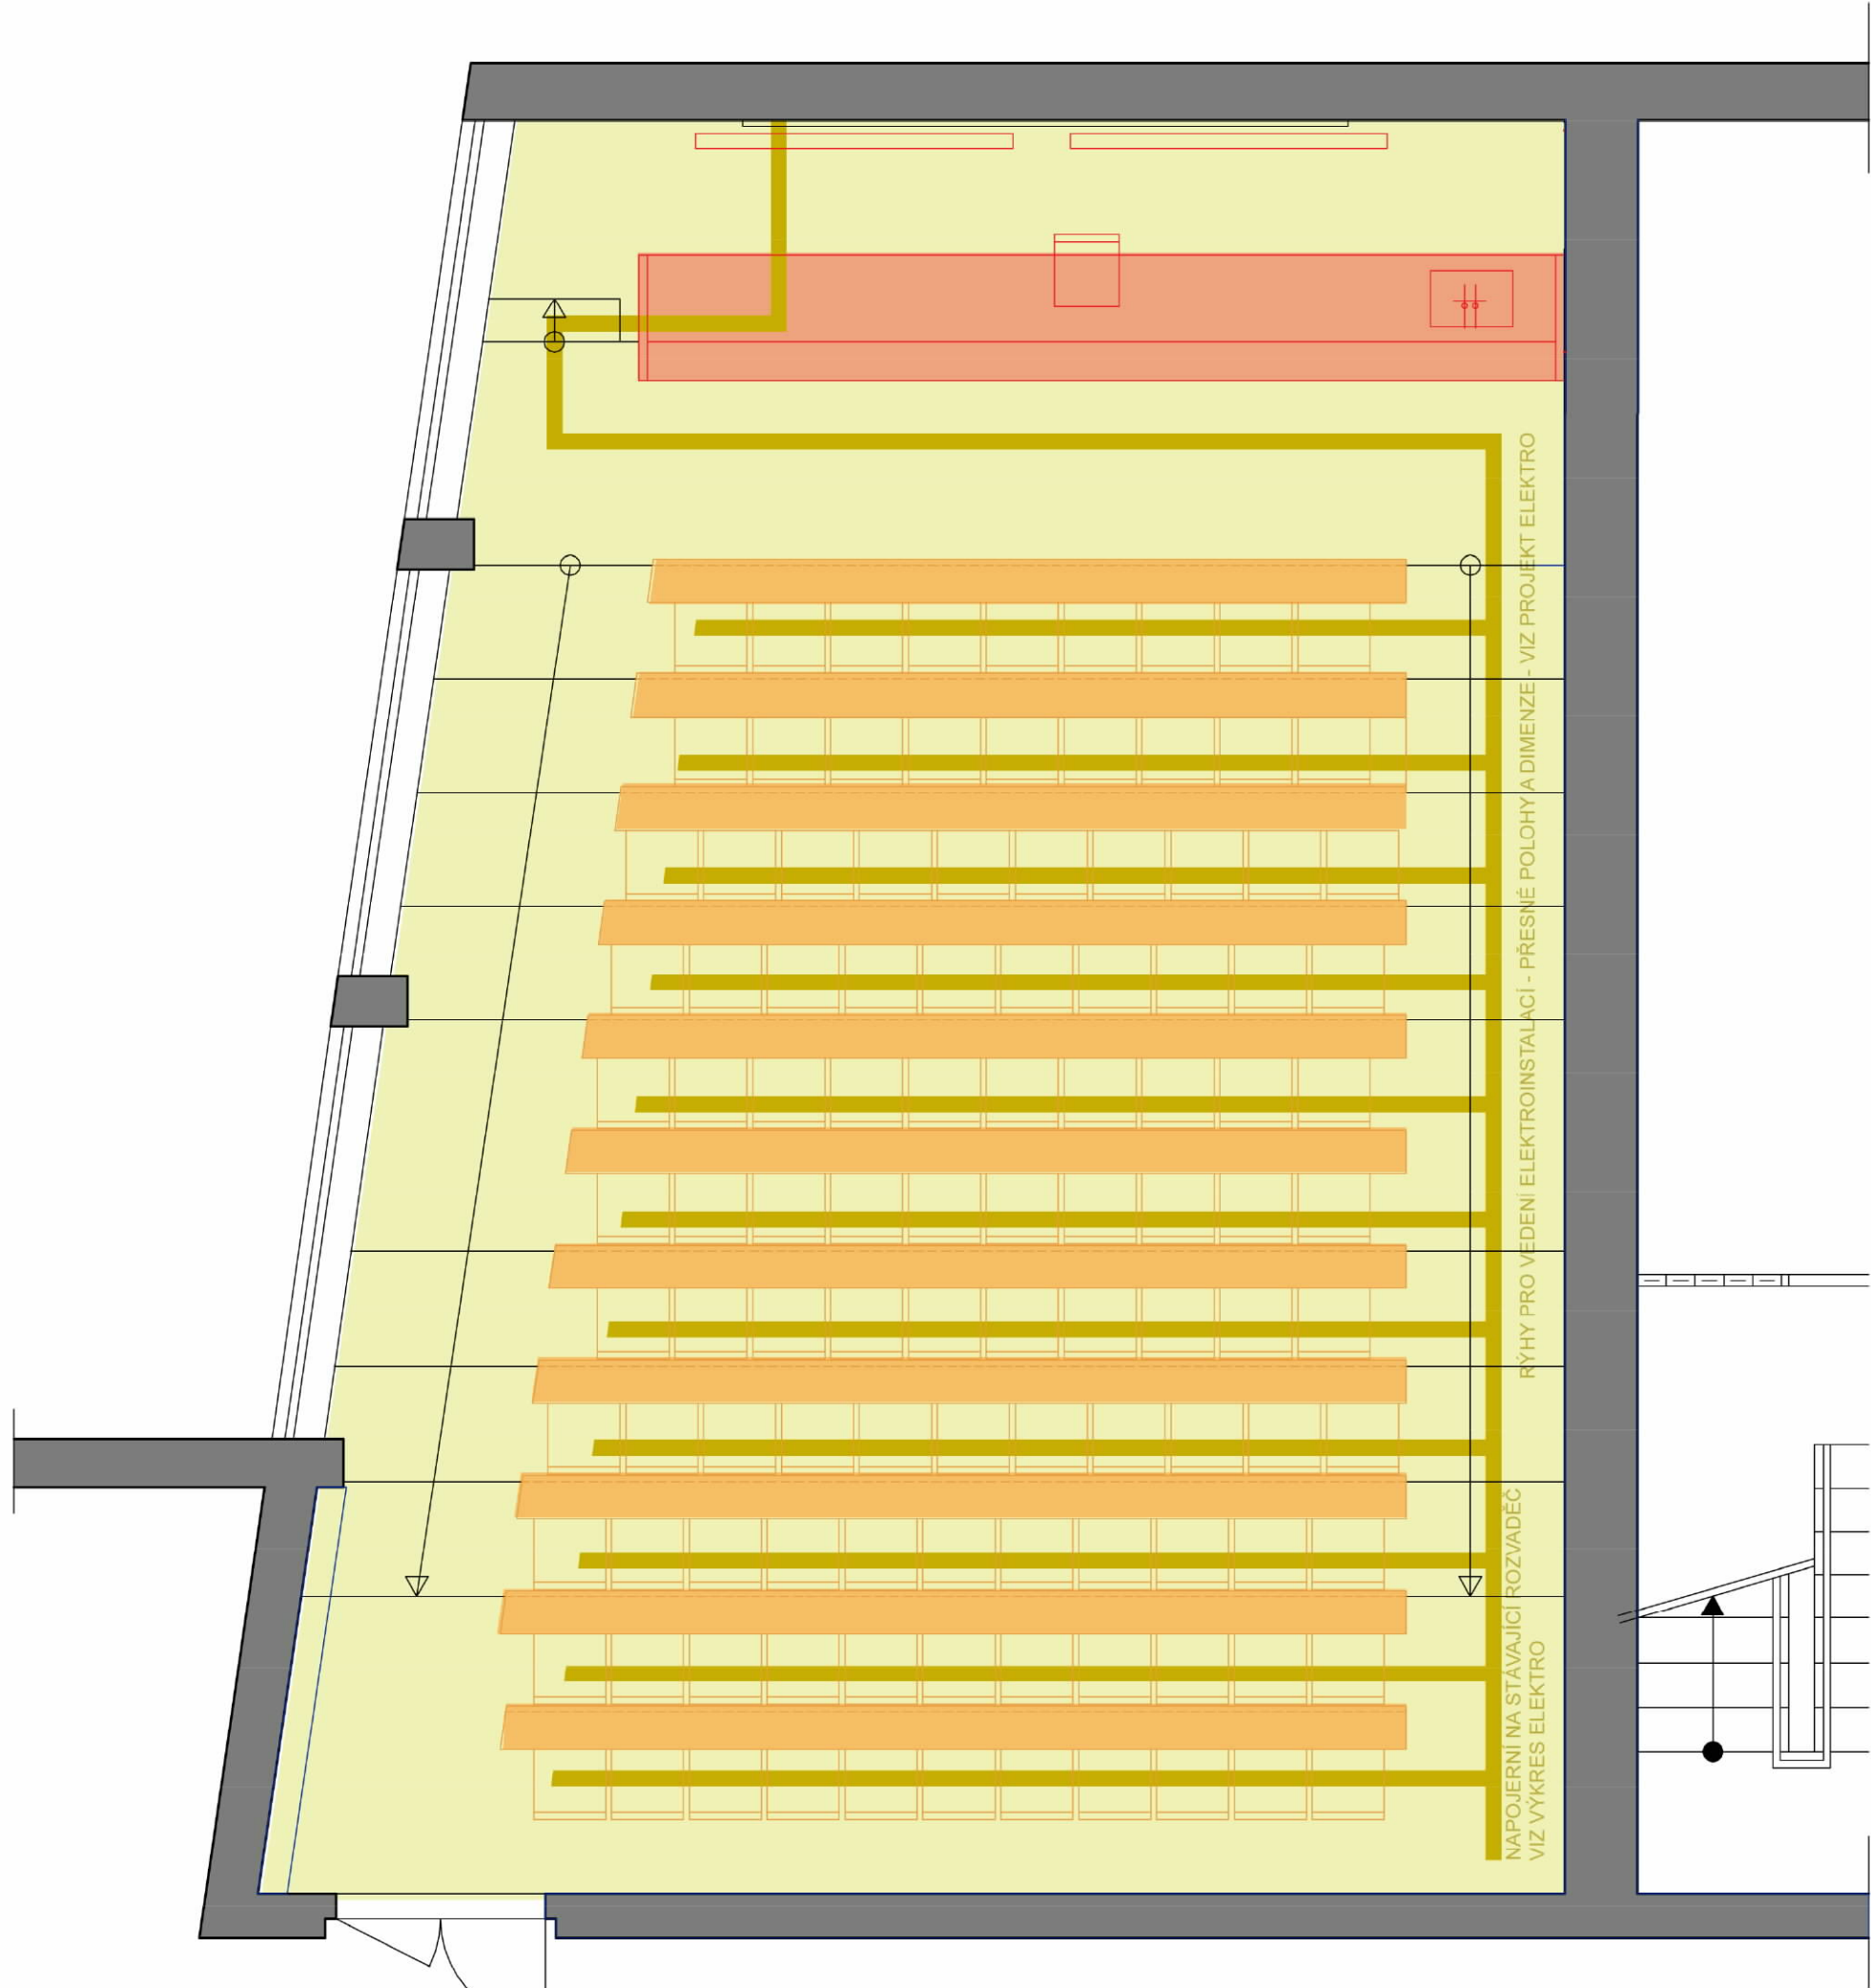 RÝHY PRO VEDENÍ ELEKTROINSTALACÍ - PŘESNÉ POLOHY A DIMENZE - VIZ PROJEKT ELEKTRO
NAPOJERNÍ NA STÁVAJÍCÍ ROZVADĚČ
VIZ VÝKRES ELEKTRO